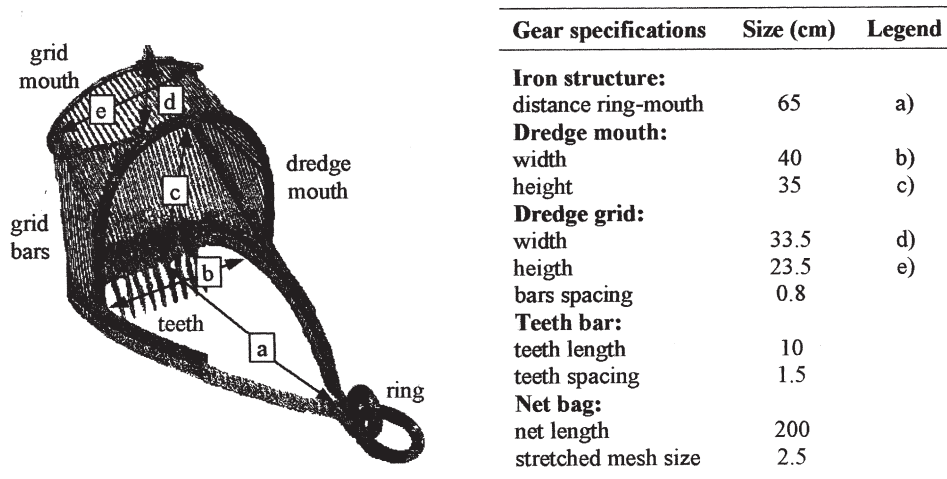 grid
mouth
e
d
c
dredge
mouth
grid
bars
b
teeth
a
ring
Gear specifications Size (cm) Legend
Iron structure:
distance ring-mouth 65 a)
Dredge mouth:
width 40 b)
height 35 c)
Dredge grid:
width 33.5 d)
heigth 23.5 e)
bars spacing 0.8
Teeth bar:
teeth length 10
teeth spacing 1.5
Net bag:
net length 200
stretched mesh size 2.5